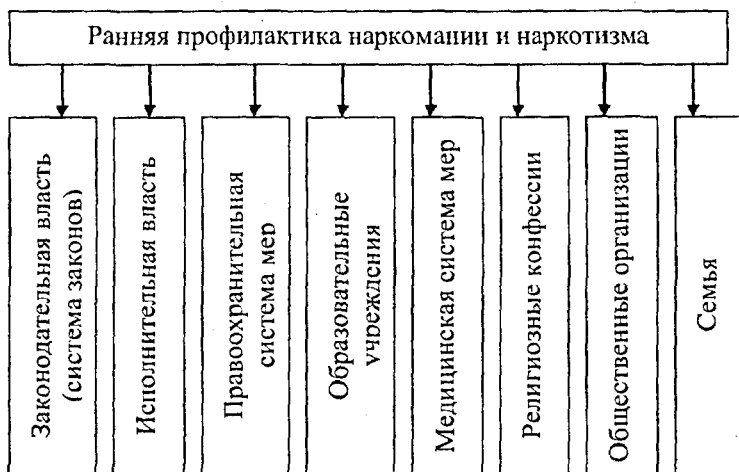 Ранняя профилактика наркомании и наркотизма
Законодательная власть
(система законов)
Исполнительная власть
Правоохранительная
система мер
Образовательные
учреждения
Медицинская система мер
Религиозные конфессии
Общественные организации
Семья